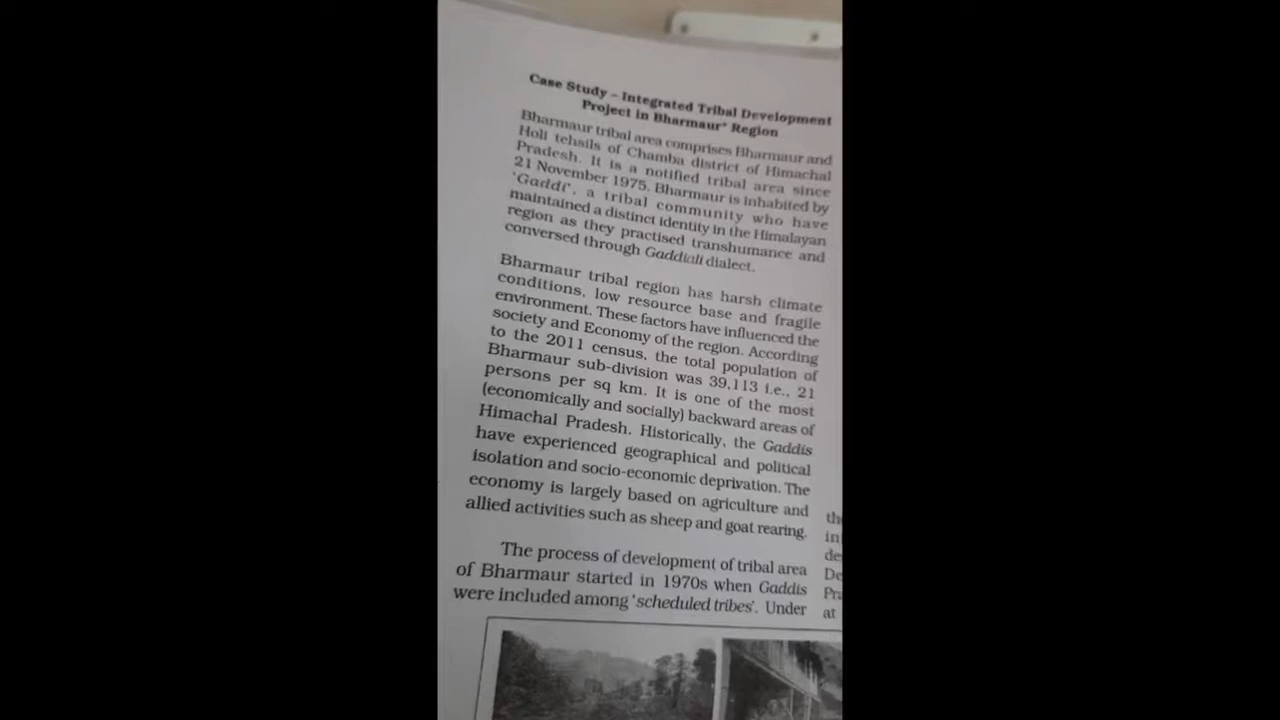 Case Study – Integrated Tribal Development
Project in Bharmaur* Region
Bharmaur tribal area comprises Bharmaur and
Holi tehsils of Chamba district of Himachal
Pradesh. It is a notified tribal area since
21 November 1975. Bharmaur is inhabited by
'Gaddi', a tribal community who have
maintained a distinct identity in the Himalayan
region as they practised transhumance and
conversed through Gaddiali dialect.
Bharmaur tribal region has harsh climate
conditions, low resource base and fragile
environment. These factors have influenced the
society and Economy of the region. According
to the 2011 census, the total population of
Bharmaur sub-division was 39,113 i.e., 21
persons per sq km. It is one of the most
(economically and socially) backward areas of
Himachal Pradesh. Historically, the Gaddis
have experienced geographical and political
isolation and socio-economic deprivation. The
economy is largely based on agriculture and
allied activities such as sheep and goat rearing.
The process of development of tribal area
of Bharmaur started in 1970s when Gaddis
were included among 'scheduled tribes'. Under
th
in
de
De
Pra
at